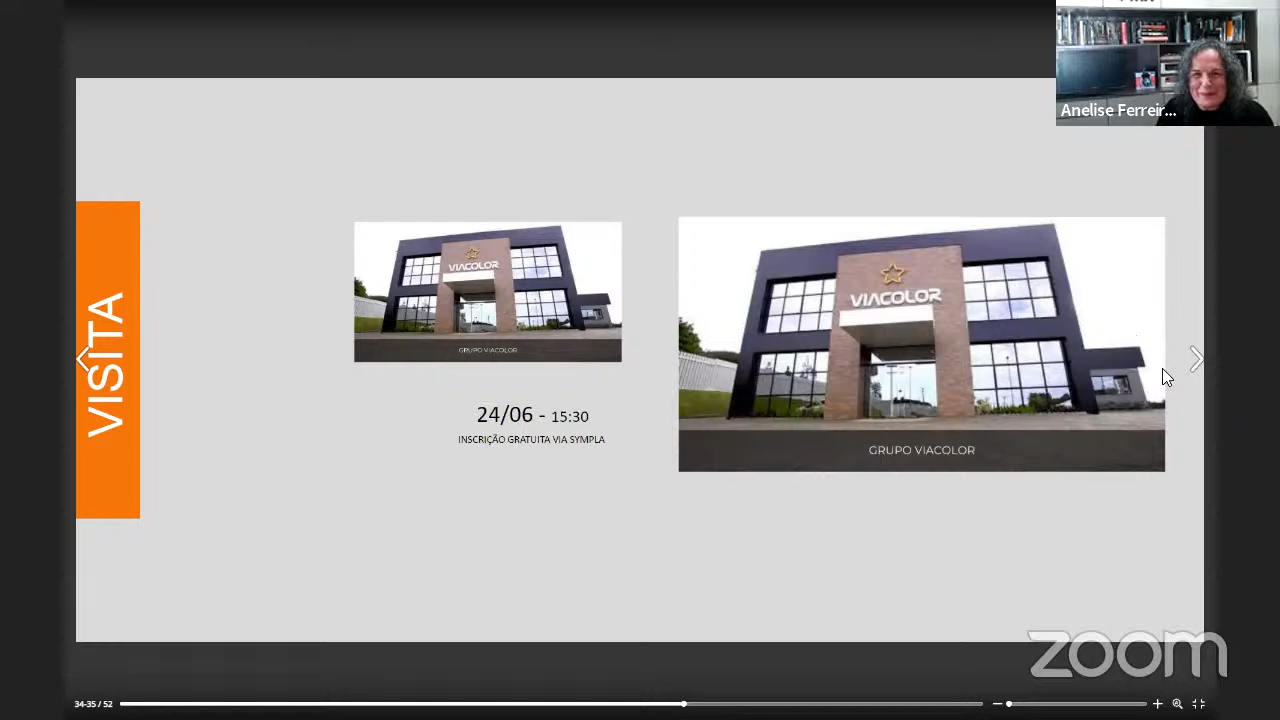 Anelise Ferreir...
VISITA
VIACOLOR
GRUPO VIACOLOR
24/06 - 15:30
INSCRIÇÃO GRATUITA VIA SYMPLA
VIACOLOR
GRUPO VIACOLOR
zoom
34-35 / 52